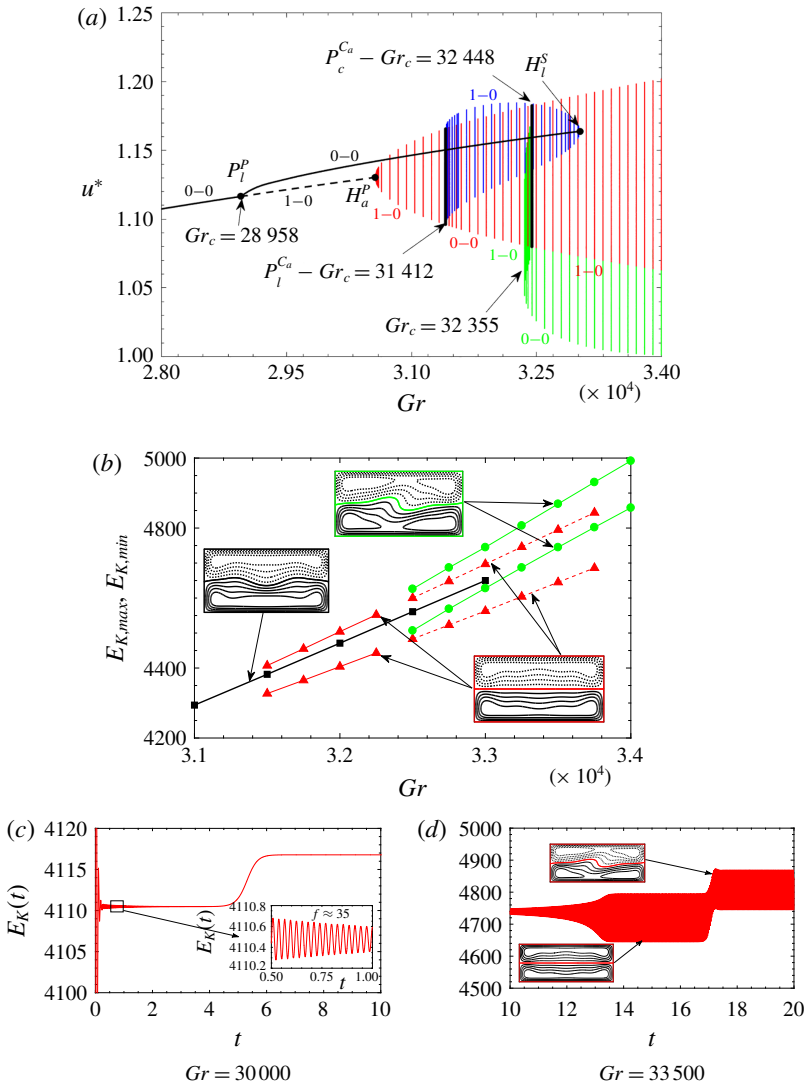 (a)
1.25
1.20
1.15
1.10
1.05
1.00
u*
P_c^{C_a} – Gr_c = 32 448
H_l^S
1–0
P_l^P
0–0
0–0
1–0
H_a^P
1–0
0–0
1–0
1–0
Gr_c = 28 958
P_l^{C_a} – Gr_c = 31 412
Gr_c = 32 355
0–0
2.80
2.95
3.10
3.25
3.40
(× 10^4)
Gr
(b)
5000
4800
4600
4400
4200
E_{K,max}, E_{K,min}
3.1
3.2
3.3
3.4
(× 10^4)
Gr
(c)
4120
4115
4110
4105
4100
E_K(t)
4110.8
4110.6
4110.4
4110.2
E_K(t)
f ≈ 35
0.50
0.75
1.00
t
0
2
4
6
8
10
t
Gr = 30 000
(d)
5000
4900
4800
4700
4600
4500
10
12
14
16
18
20
t
Gr = 33 500